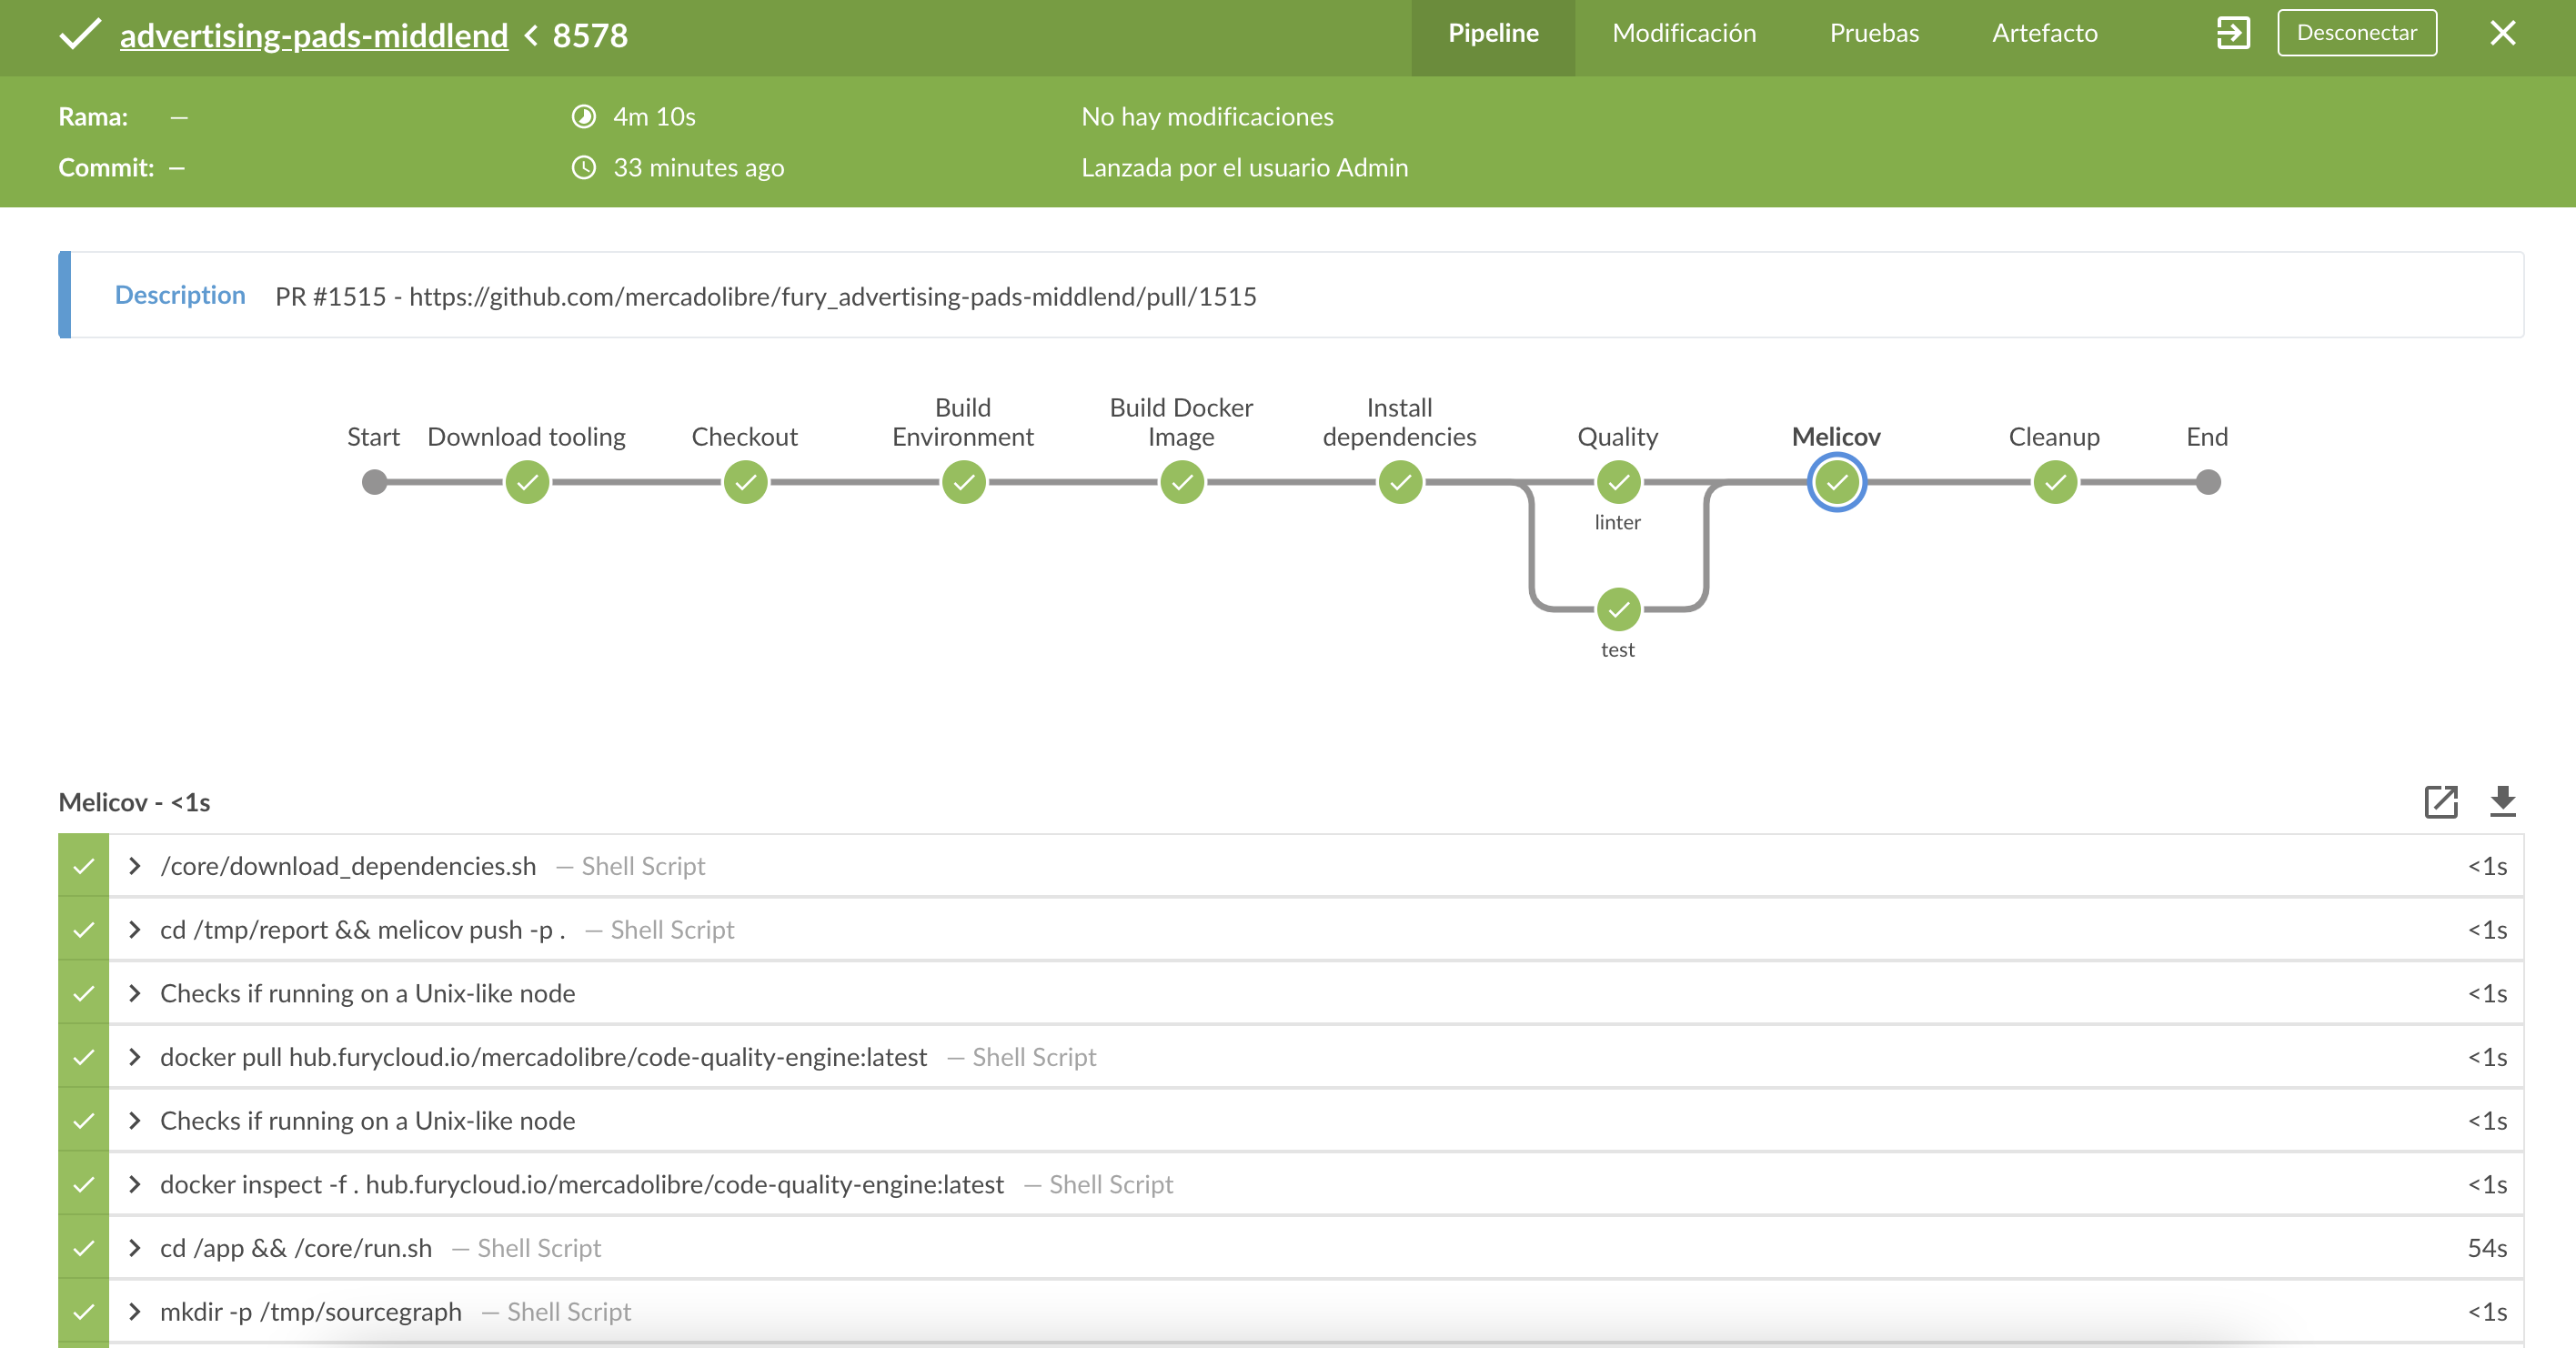 advertising-pads-middlend < 8578
Pipeline
Modificación
Pruebas
Artefacto
Desconectar
Rama: —
4m 10s
No hay modificaciones
Commit: —
33 minutes ago
Lanzada por el usuario Admin
Description PR #1515 - https://github.com/mercadolibre/fury_advertising-pads-middlend/pull/1515
Start
Download tooling
Checkout
Build
Environment
Build Docker
Image
Install
dependencies
Quality
Melicov
Cleanup
End
linter
test
Melicov - <1s
/core/download_dependencies.sh — Shell Script <1s
cd /tmp/report && melicov push -p . — Shell Script <1s
Checks if running on a Unix-like node <1s
docker pull hub.furycloud.io/mercadolibre/code-quality-engine:latest — Shell Script <1s
Checks if running on a Unix-like node <1s
docker inspect -f . hub.furycloud.io/mercadolibre/code-quality-engine:latest — Shell Script <1s
cd /app && /core/run.sh — Shell Script 54s
mkdir -p /tmp/sourcegraph — Shell Script <1s